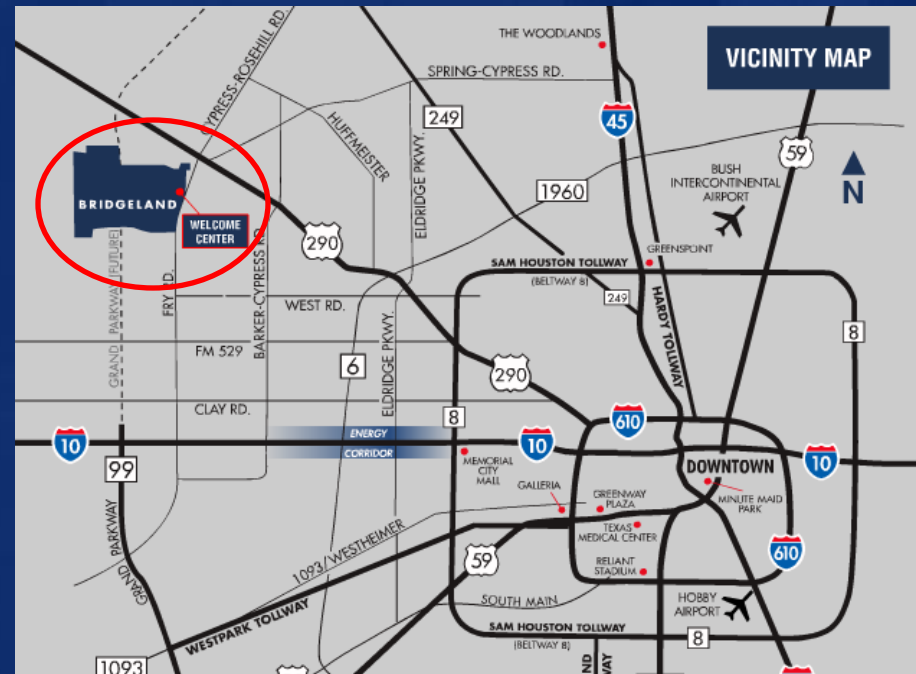 THE WOODLANDS
VICINITY MAP
CYPRESS-ROSEHILL RD.
SPRING-CYPRESS RD.
249
45
59
HUFFMEISTER
ELDRIDGE PKWY.
1960
BUSH
INTERCONTINENTAL
AIRPORT
N
BRIDGELAND
WELCOME
CENTER
290
GREENSPOINT
SAM HOUSTON TOLLWAY
(BELTWAY 8)
249
HARDY TOLLWAY
8
GRAND PARKWAY (FUTURE)
FRY RD.
BARKER-CYPRESS RD.
WEST RD.
FM 529
6
ELDRIDGE PKWY.
290
CLAY RD.
8
610
10
ENERGY
CORRIDOR
10
10
99
MEMORIAL
CITY
MALL
DOWNTOWN
GALLERIA
GREENWAY
PLAZA
MINUTE MAID
PARK
TEXAS
MEDICAL CENTER
GRAND PARKWAY
1093/WESTHEIMER
59
RELIANT
STADIUM
610
SOUTH MAIN
HOBBY
AIRPORT
WESTPARK TOLLWAY
SAM HOUSTON TOLLWAY
(BELTWAY 8)
8
1093